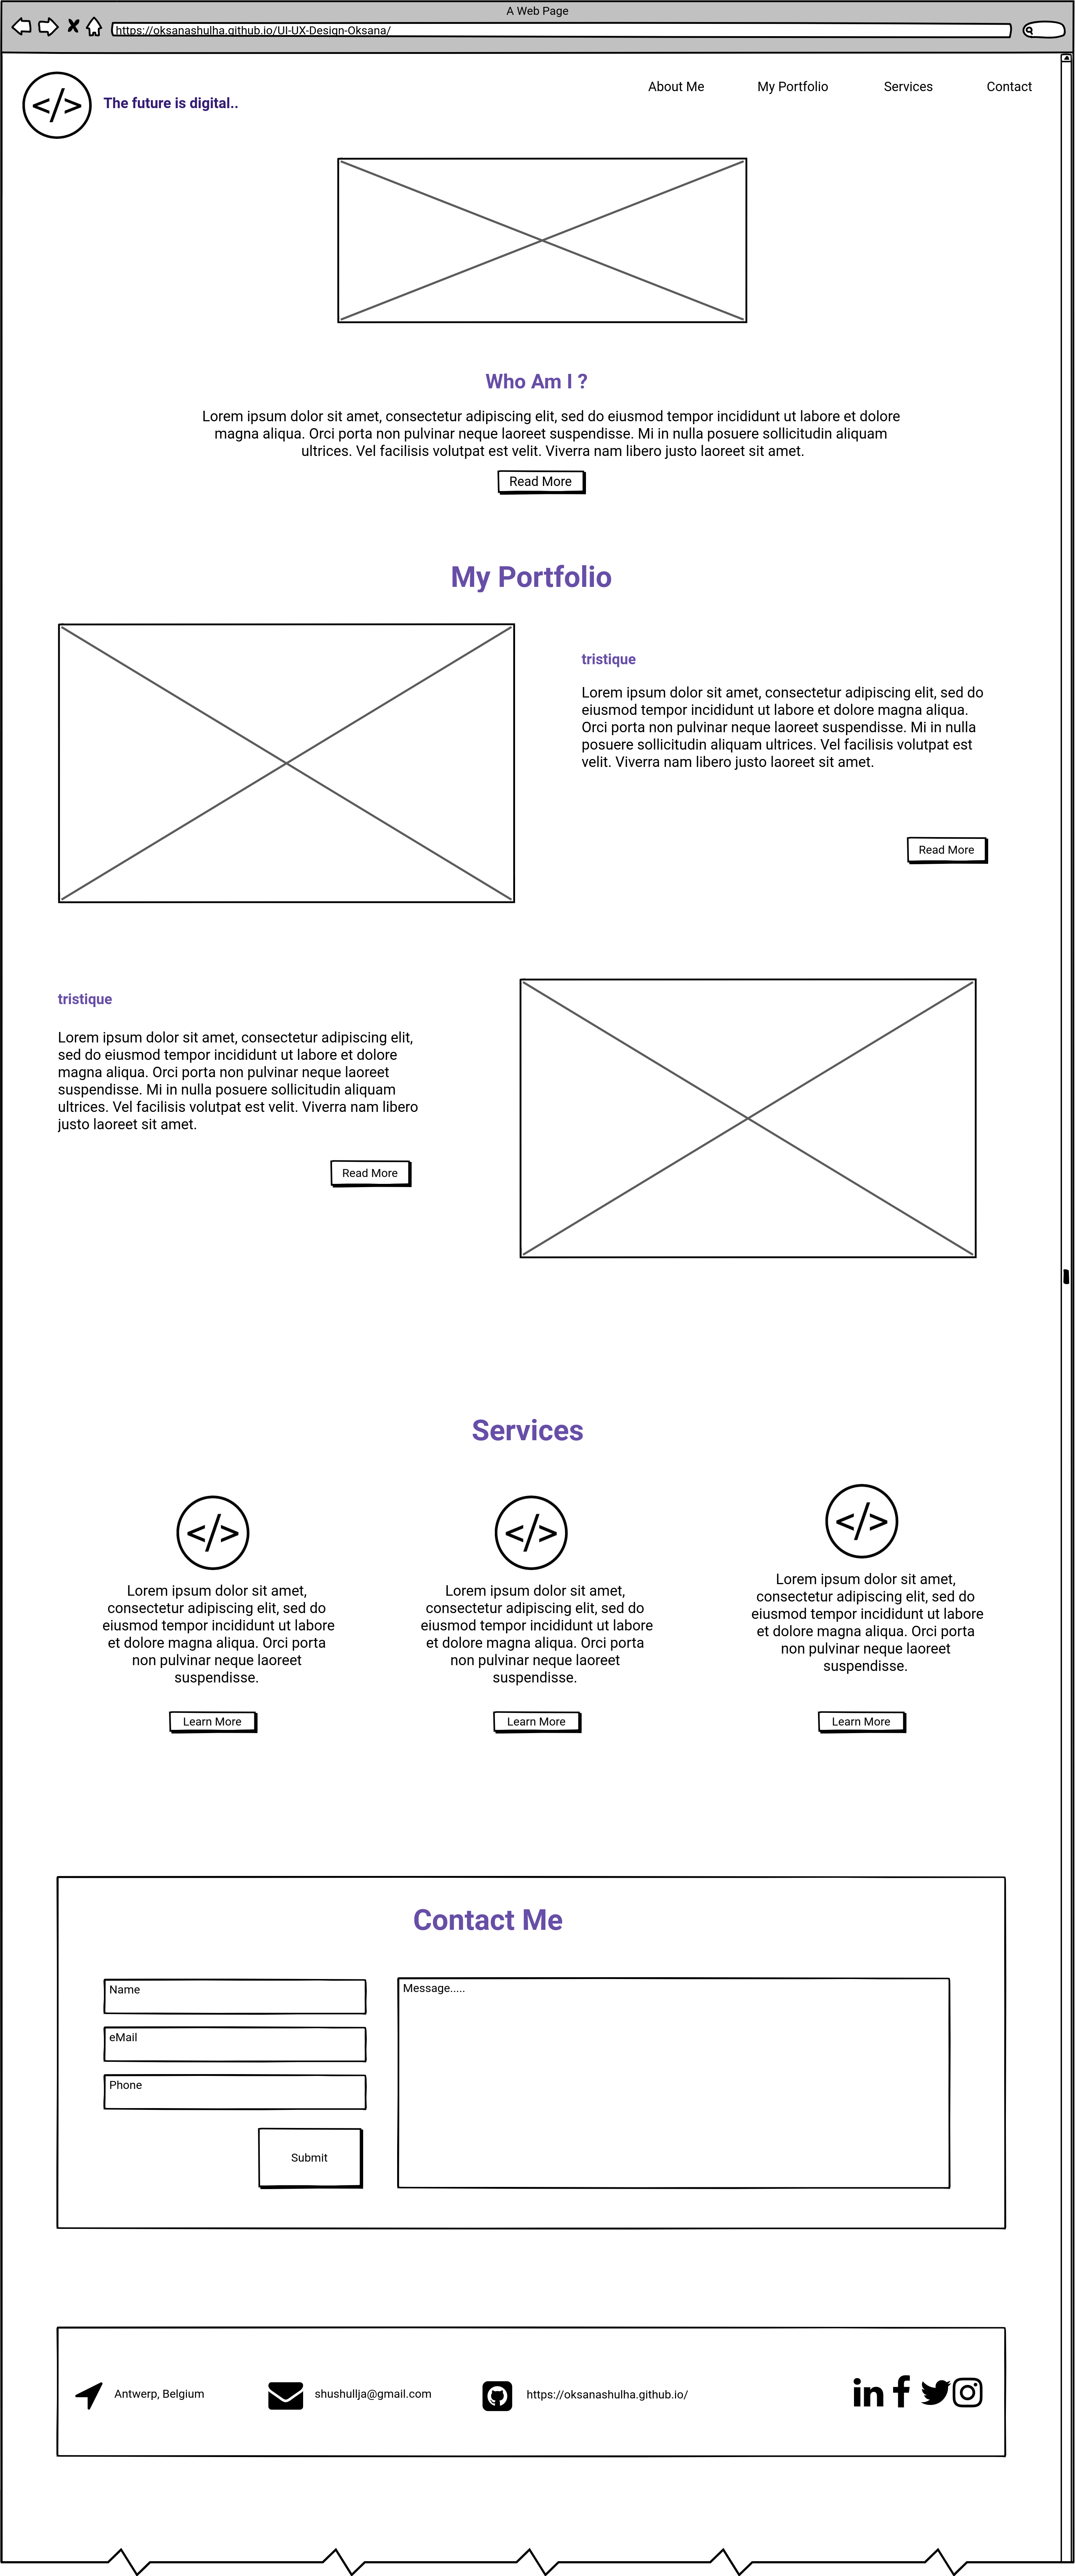 A Web Page
https://oksanashulha.github.io/UI-UX-Design-Oksana/
</>
The future is digital..
About Me
My Portfolio
Services
Contact
Who Am I ?
Lorem ipsum dolor sit amet, consectetur adipiscing elit, sed do eiusmod tempor incididunt ut labore et dolore
magna aliqua. Orci porta non pulvinar neque laoreet suspendisse. Mi in nulla posuere sollicitudin aliquam
ultrices. Vel facilisis volutpat est velit. Viverra nam libero justo laoreet sit amet.
Read More
My Portfolio
tristique
Lorem ipsum dolor sit amet, consectetur adipiscing elit, sed do
eiusmod tempor incididunt ut labore et dolore magna aliqua.
Orci porta non pulvinar neque laoreet suspendisse. Mi in nulla
posuere sollicitudin aliquam ultrices. Vel facilisis volutpat est
velit. Viverra nam libero justo laoreet sit amet.
Read More
tristique
Lorem ipsum dolor sit amet, consectetur adipiscing elit,
sed do eiusmod tempor incididunt ut labore et dolore
magna aliqua. Orci porta non pulvinar neque laoreet
suspendisse. Mi in nulla posuere sollicitudin aliquam
ultrices. Vel facilisis volutpat est velit. Viverra nam libero
justo laoreet sit amet.
Read More
Services
</>
Lorem ipsum dolor sit amet,
consectetur adipiscing elit, sed do
eiusmod tempor incididunt ut labore
et dolore magna aliqua. Orci porta
non pulvinar neque laoreet
suspendisse.
Learn More
</>
Lorem ipsum dolor sit amet,
consectetur adipiscing elit, sed do
eiusmod tempor incididunt ut labore
et dolore magna aliqua. Orci porta
non pulvinar neque laoreet
suspendisse.
Learn More
</>
Lorem ipsum dolor sit amet,
consectetur adipiscing elit, sed do
eiusmod tempor incididunt ut labore
et dolore magna aliqua. Orci porta
non pulvinar neque laoreet
suspendisse.
Learn More
Contact Me
Name
eMail
Phone
Submit
Message.....
Antwerp, Belgium
shushullja@gmail.com
https://oksanashulha.github.io/